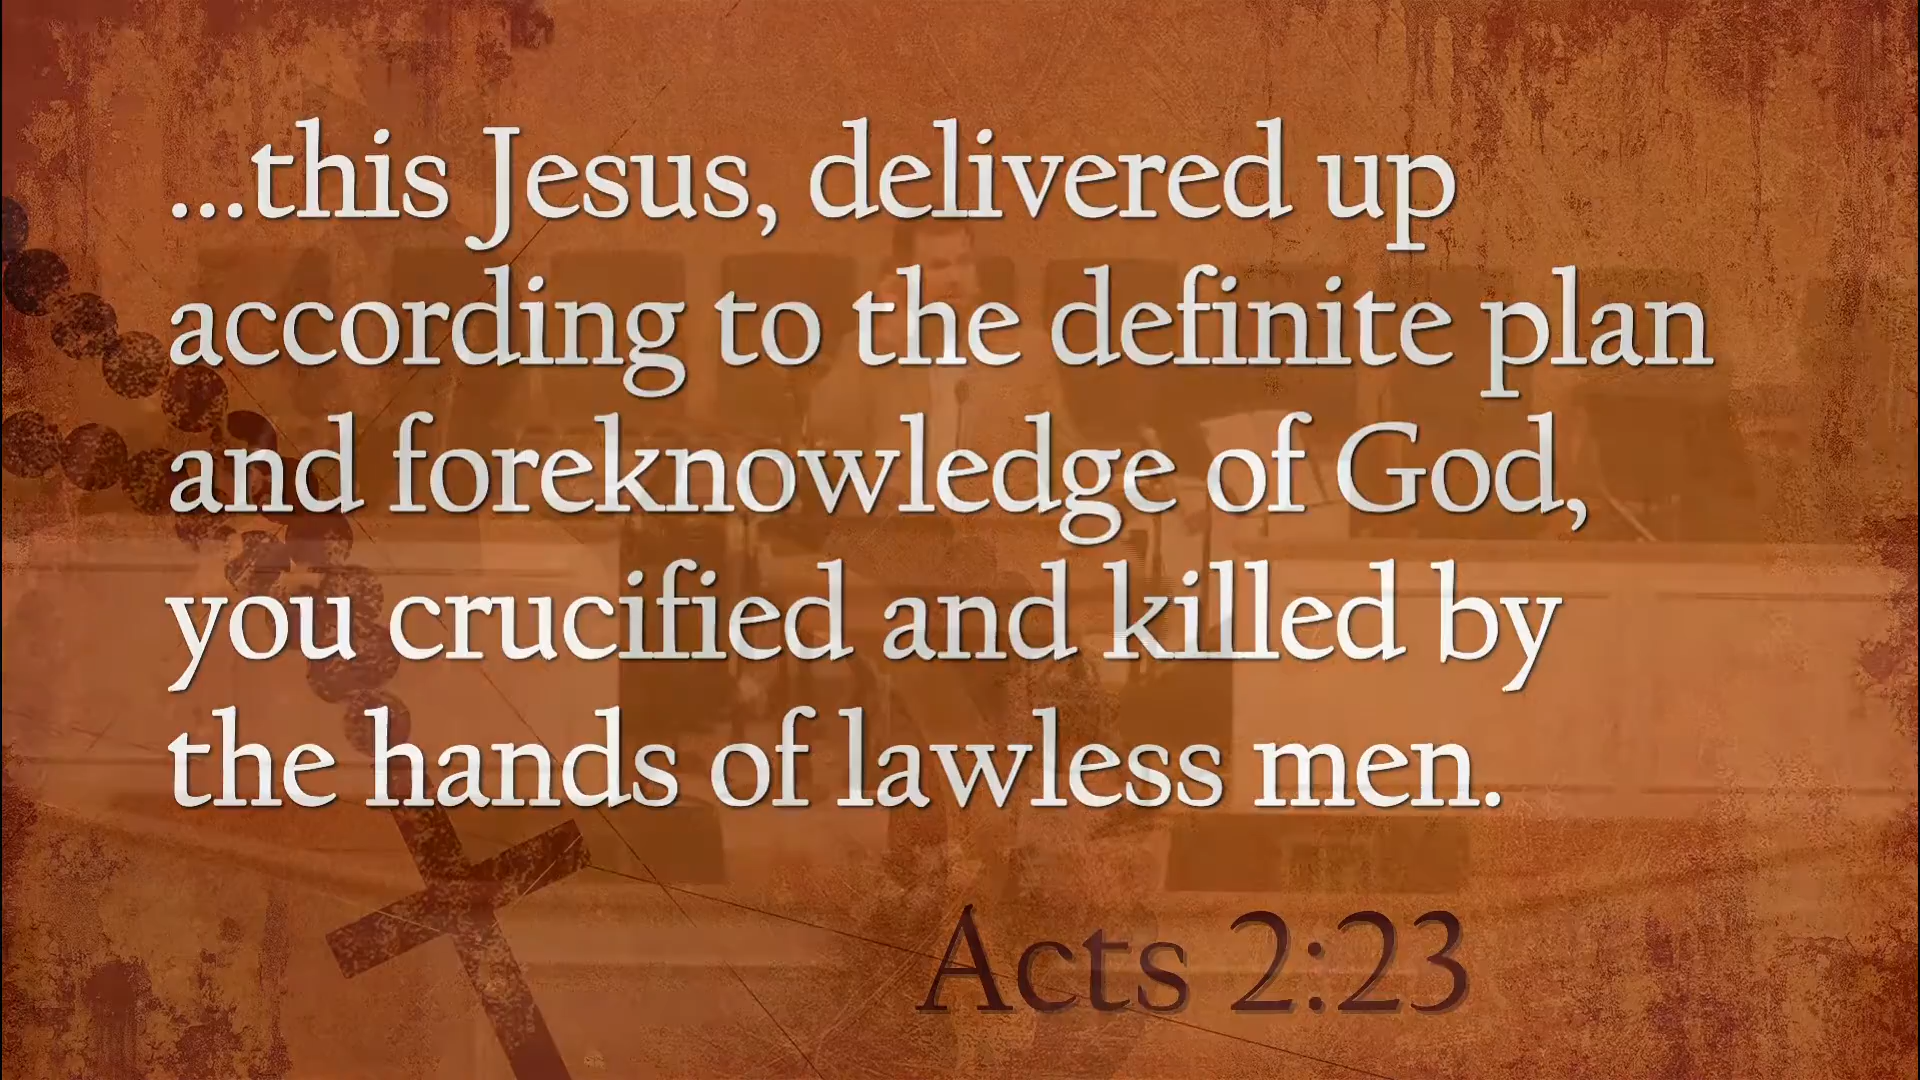 ...this Jesus, delivered up
according to the definite plan
and foreknowledge of God,
you crucified and killed by
the hands of lawless men.
Acts 2:23